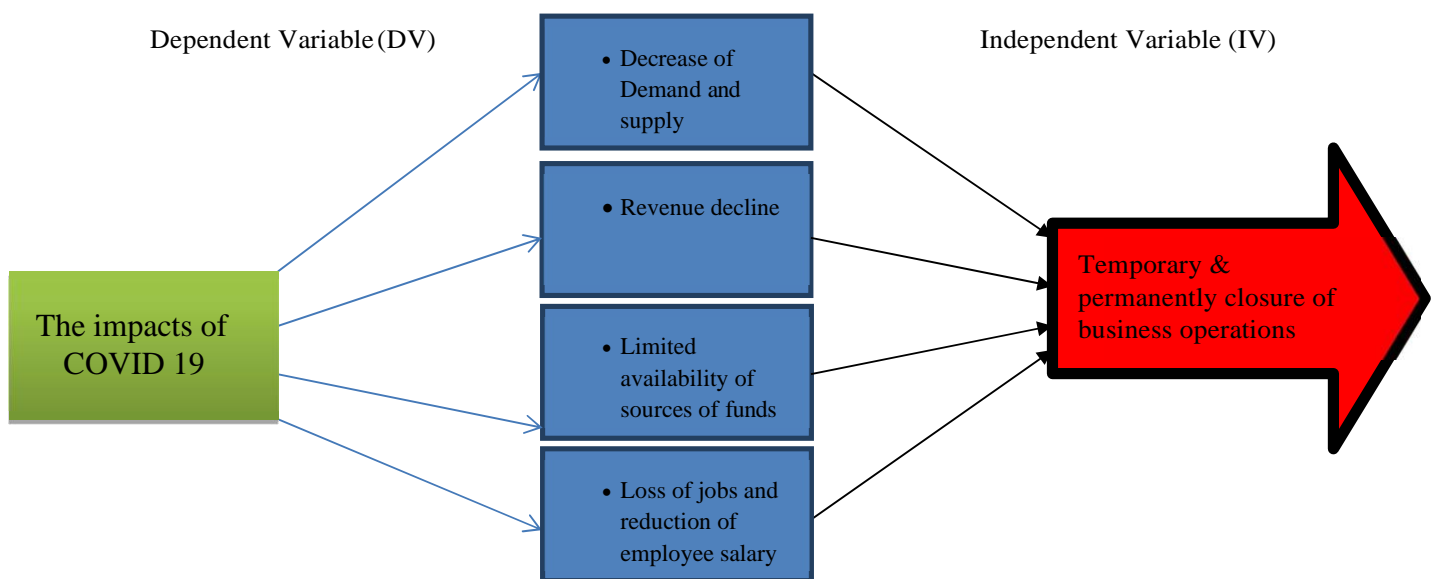 Dependent Variable (DV)
Independent Variable (IV)
• Decrease of
Demand and
supply
• Revenue decline
• Limited
availability of
sources of funds
• Loss of jobs and
reduction of
employee salary
The impacts of
COVID 19
Temporary &
permanently closure of
business operations